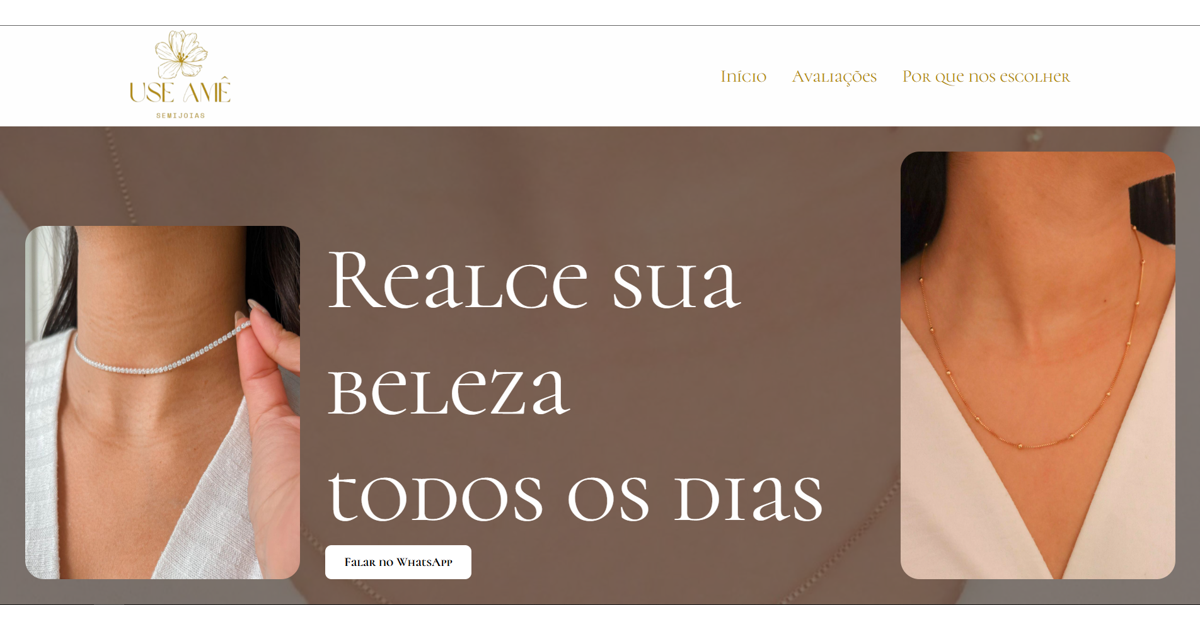 USE AMÊ
SEMIJOIAS
Início
Avaliações
Por que nos escolher
Realce sua
beleza
todos os dias
Falar no WhatsApp